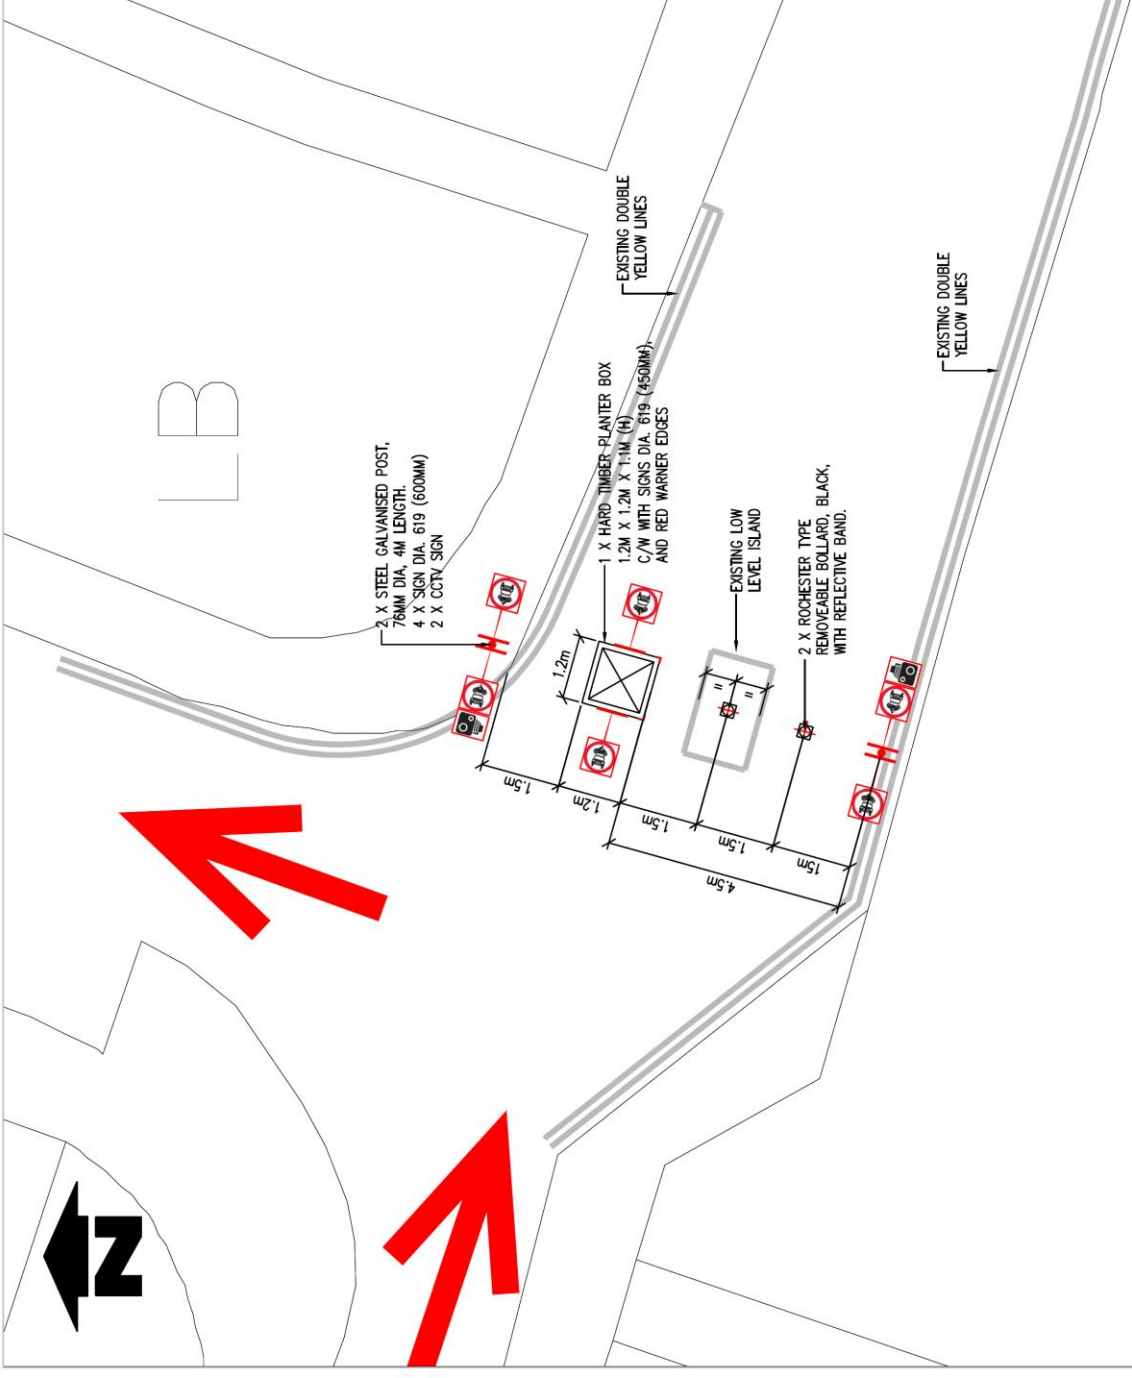 LB
EXISTING DOUBLE
YELLOW LINES
2 X STEEL GALVANISED POST,
76MM DIA, 4M LENGTH.
4 X SIGN DIA. 619 (600MM)
2 X CCTV SIGN
1 X HARD TIMBER PLANTER BOX
1.2M X 1.2M X 1.1M (H)
C/W WITH SIGNS DIA. 619 (450MM),
AND RED WARNER EDGES
EXISTING DOUBLE
YELLOW LINES
EXISTING LOW
LEVEL ISLAND
2 X ROCHESTER TYPE
REMOVEABLE BOLLARD, BLACK,
WITH REFLECTIVE BAND.
1.2m
=
=
1.5m
1.2m
1.5m
1.5m
15m
4.5m
N